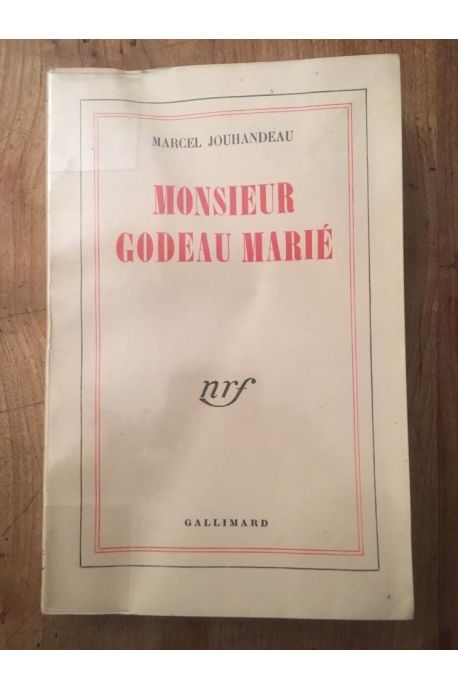 MARCEL JOUHANDEAU
MONSIEUR
GODEAU MARIÉ
nrf
GALLIMARD